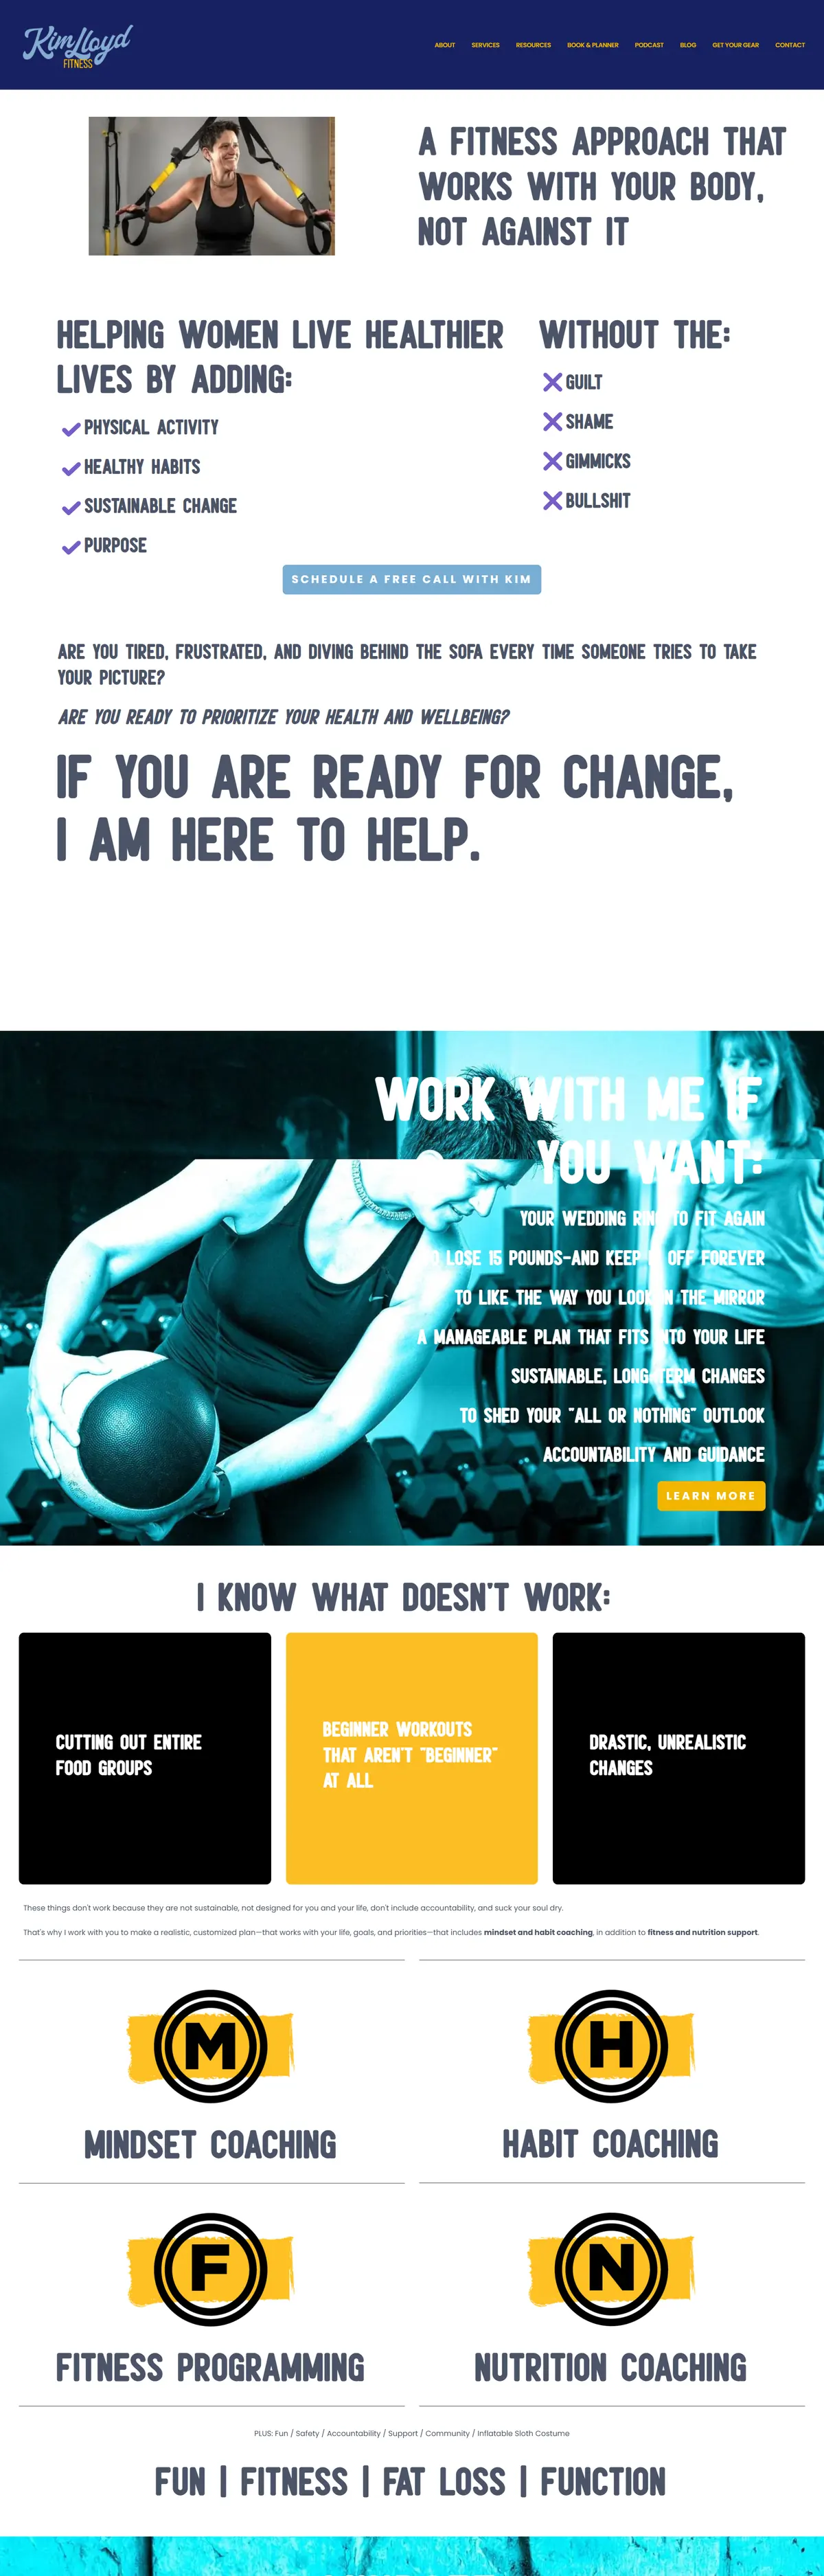 Kim Lloyd
FITNESS
ABOUT SERVICES RESOURCES BOOK & PLANNER PODCAST BLOG GET YOUR GEAR CONTACT
A FITNESS APPROACH THAT
WORKS WITH YOUR BODY,
NOT AGAINST IT
HELPING WOMEN LIVE HEALTHIER
LIVES BY ADDING:
PHYSICAL ACTIVITY
HEALTHY HABITS
SUSTAINABLE CHANGE
PURPOSE
WITHOUT THE:
GUILT
SHAME
GIMMICKS
BULLSHIT
SCHEDULE A FREE CALL WITH KIM
ARE YOU TIRED, FRUSTRATED, AND DIVING BEHIND THE SOFA EVERY TIME SOMEONE TRIES TO TAKE
YOUR PICTURE?
ARE YOU READY TO PRIORITIZE YOUR HEALTH AND WELLBEING?
IF YOU ARE READY FOR CHANGE,
I AM HERE TO HELP.
WORK WITH ME IF
YOU WANT:
YOUR WEDDING RING TO FIT AGAIN
TO LOSE 15 POUNDS-AND KEEP IT OFF FOREVER
TO LIKE THE WAY YOU LOOK IN THE MIRROR
A MANAGEABLE PLAN THAT FITS INTO YOUR LIFE
SUSTAINABLE, LONG-TERM CHANGES
TO SHED YOUR "ALL OR NOTHING" OUTLOOK
ACCOUNTABILITY AND GUIDANCE
LEARN MORE
I KNOW WHAT DOESN'T WORK:
CUTTING OUT ENTIRE
FOOD GROUPS
BEGINNER WORKOUTS
THAT AREN'T "BEGINNER"
AT ALL
DRASTIC, UNREALISTIC
CHANGES
These things don't work because they are not sustainable, not designed for you and your life, don't include accountability, and suck your soul dry.
That's why I work with you to make a realistic, customized plan—that works with your life, goals, and priorities—that includes mindset and habit coaching, in addition to fitness and nutrition support.
M
MINDSET COACHING
H
HABIT COACHING
F
FITNESS PROGRAMMING
N
NUTRITION COACHING
PLUS: Fun / Safety / Accountability / Support / Community / Inflatable Sloth Costume
FUN | FITNESS | FAT LOSS | FUNCTION